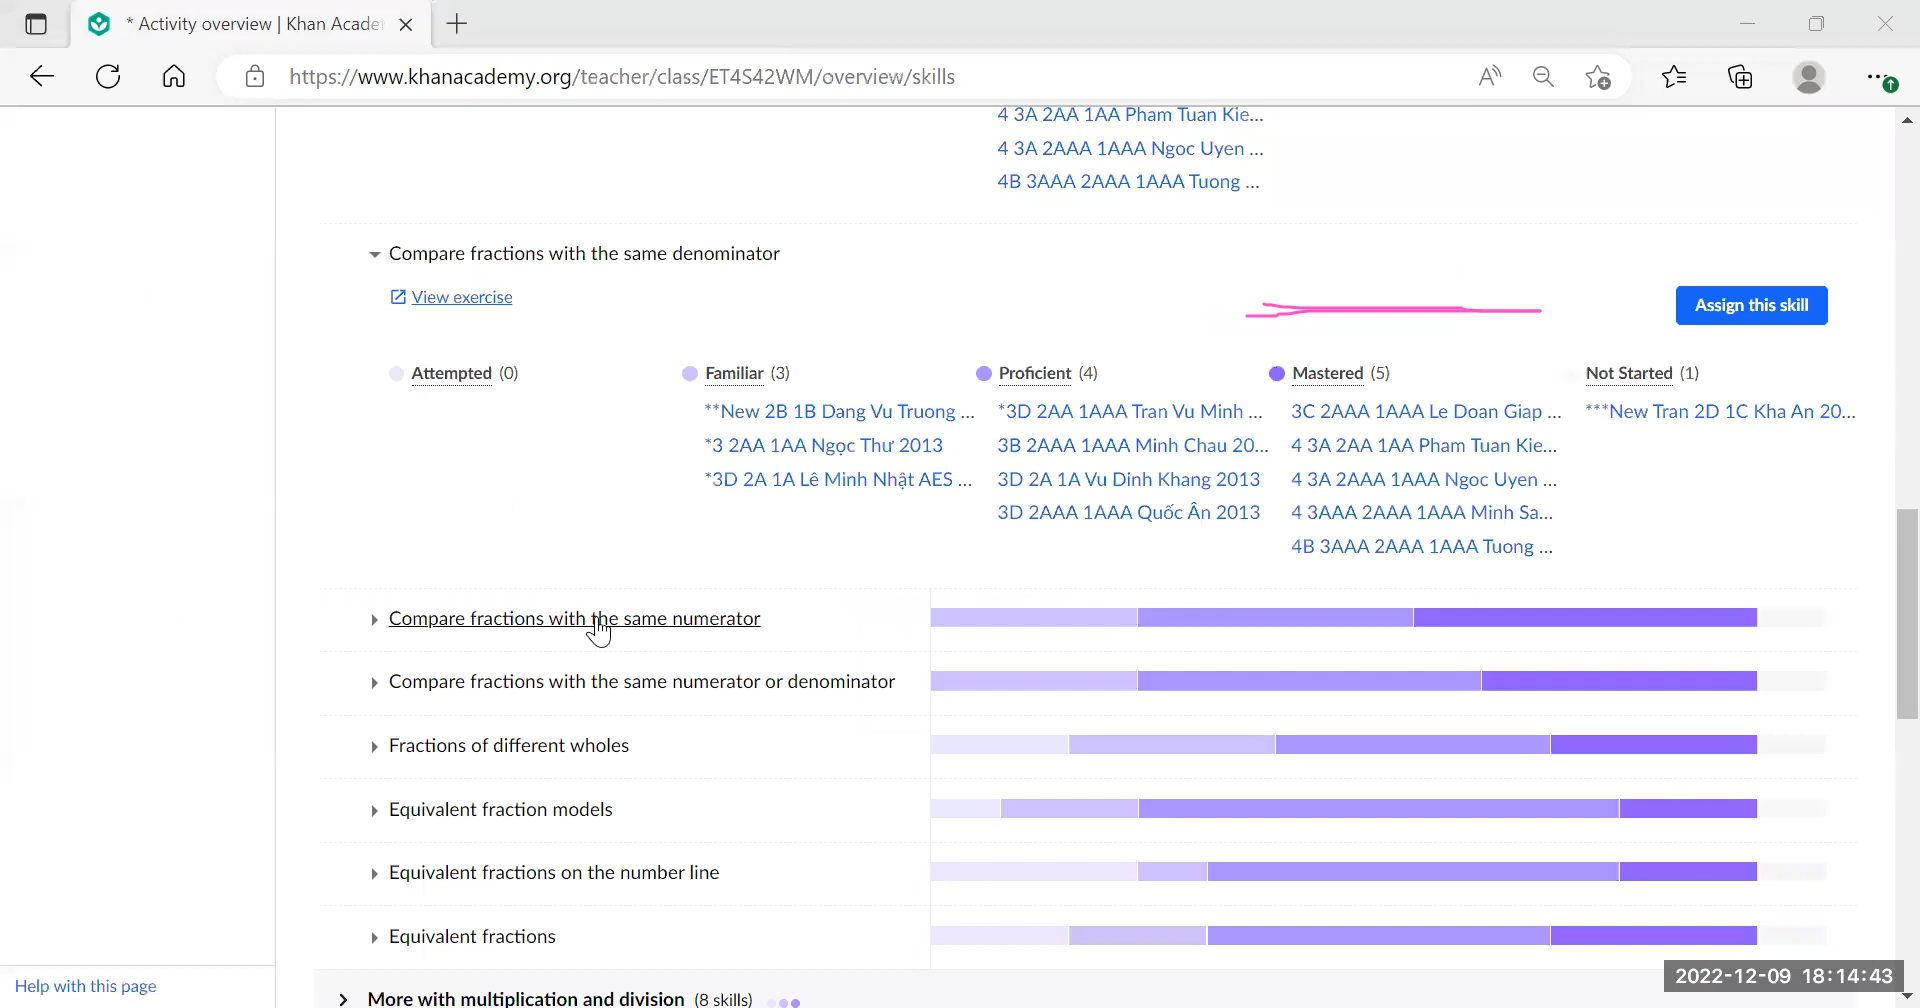 * Activity overview | Khan Acade
https://www.khanacademy.org/teacher/class/ET4S42WM/overview/skills
4 3A 2AA 1AA Pham Tuan Kie...
4 3A 2AAA 1AAA Ngoc Uyen ...
4B 3AAA 2AAA 1AAA Tuong ...
Compare fractions with the same denominator
View exercise
Assign this skill
Attempted (0)
Familiar (3)
**New 2B 1B Dang Vu Truong ...
*3 2AA 1AA Ngọc Thư 2013
*3D 2A 1A Lê Minh Nhật AES ...
Proficient (4)
*3D 2AA 1AAA Tran Vu Minh ...
3B 2AAA 1AAA Minh Chau 20...
3D 2A 1A Vu Dinh Khang 2013
3D 2AAA 1AAA Quốc Ân 2013
Mastered (5)
3C 2AAA 1AAA Le Doan Giap ...
4 3A 2AA 1AA Pham Tuan Kie...
4 3A 2AAA 1AAA Ngoc Uyen ...
4 3AAA 2AAA 1AAA Minh Sa...
4B 3AAA 2AAA 1AAA Tuong ...
Not Started (1)
***New Tran 2D 1C Kha An 20...
Compare fractions with the same numerator
Compare fractions with the same numerator or denominator
Fractions of different wholes
Equivalent fraction models
Equivalent fractions on the number line
Equivalent fractions
More with multiplication and division (8 skills)
Help with this page
2022-12-09 18:14:43